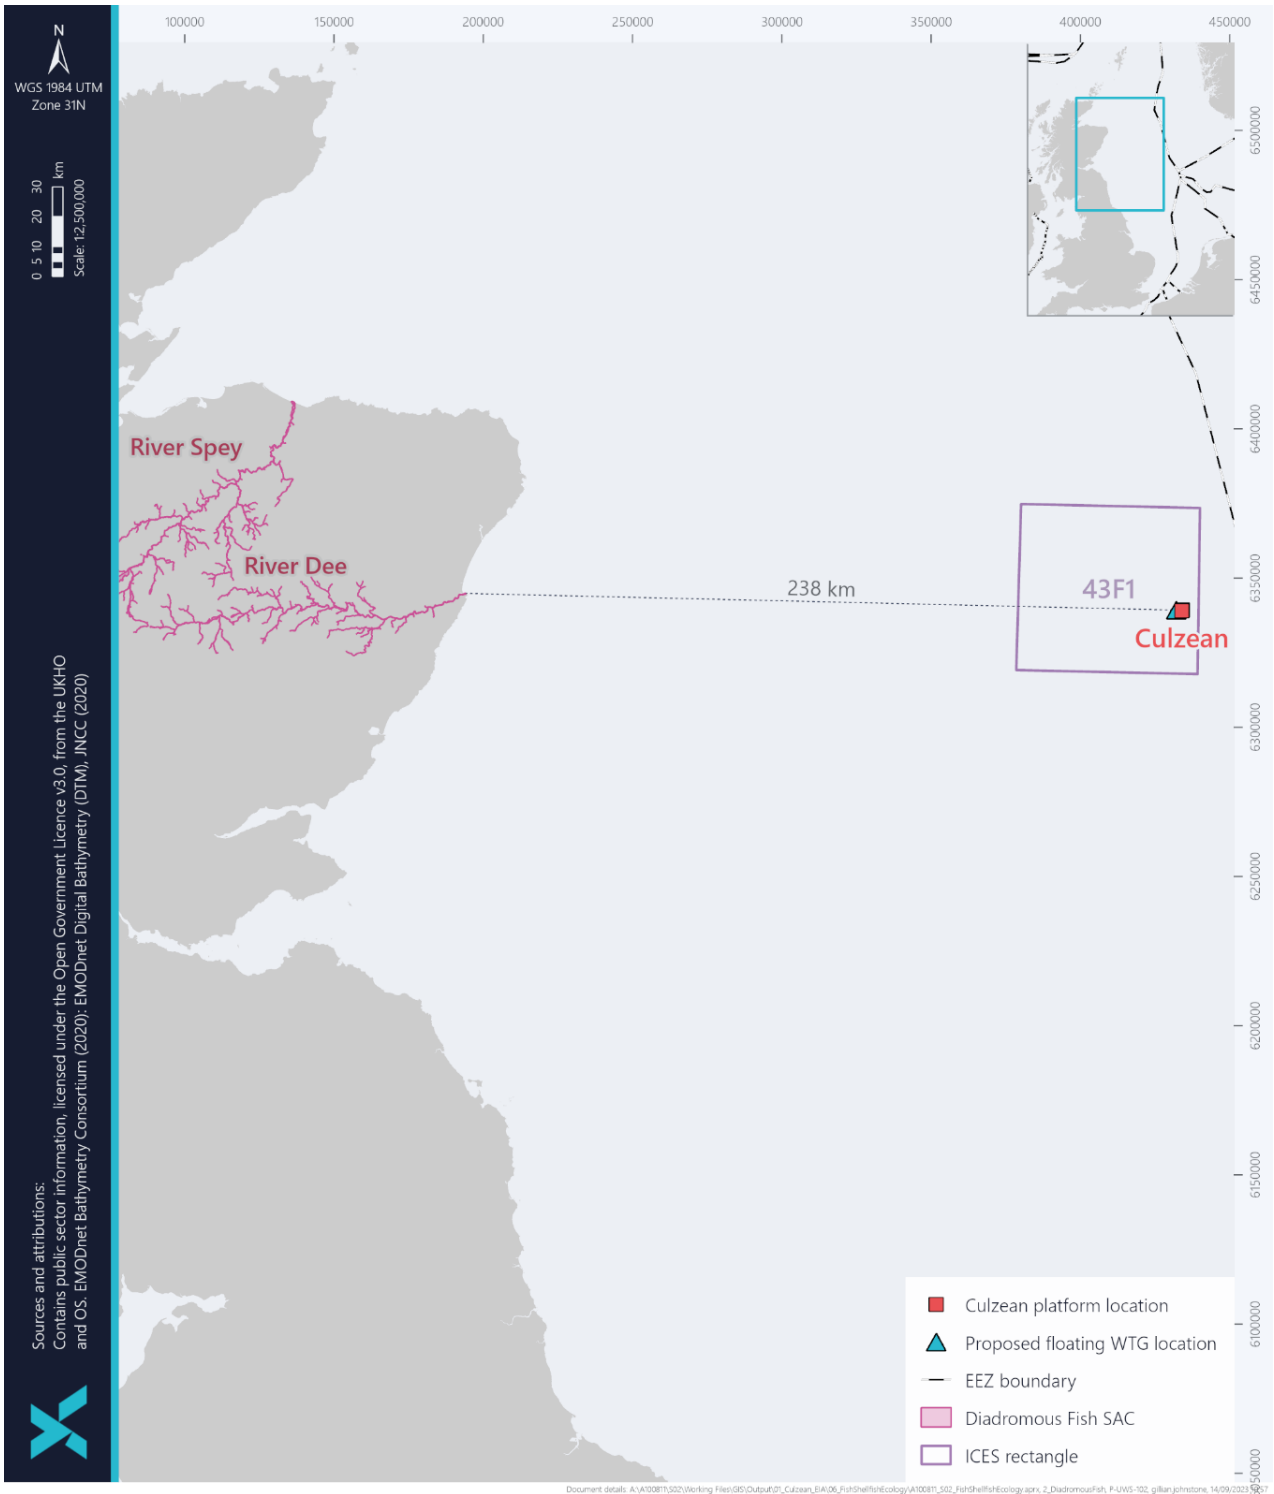 100000 150000 200000 250000 300000 350000 400000 450000
N
WGS 1984 UTM
Zone 31N
0 5 10 20 30 km
Scale: 1:2,500,000
Sources and attributions:
Contains public sector information, licensed under the Open Government Licence v3.0, from the UKHO
and OS. EMODnet Bathymetry Consortium (2020): EMODnet Digital Bathymetry (DTM), JNCC (2020)
River Spey
River Dee
238 km
43F1
Culzean
6500000
6450000
6400000
6350000
6300000
6250000
6200000
6150000
6100000
Culzean platform location
Proposed floating WTG location
EEZ boundary
Diadromous Fish SAC
ICES rectangle